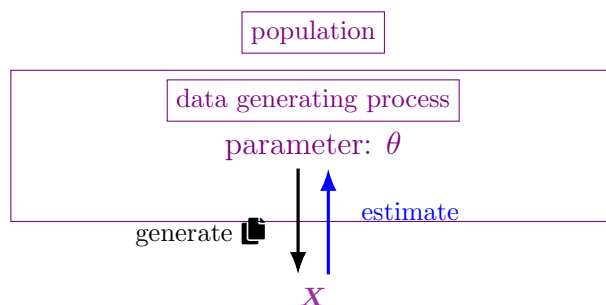 population
data generating process
parameter: θ
estimate
generate
X